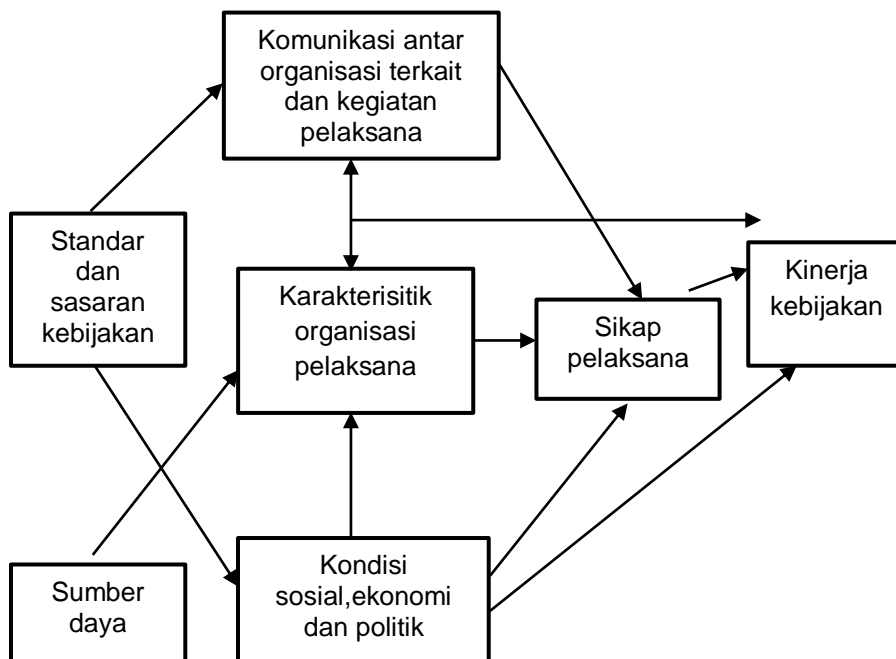 Komunikasi antar
organisasi terkait
dan kegiatan
pelaksana
Standar
dan
sasaran
kebijakan
Karakterisitik
organisasi
pelaksana
Sikap
pelaksana
Kinerja
kebijakan
Sumber
daya
Kondisi
sosial,ekonomi
dan politik